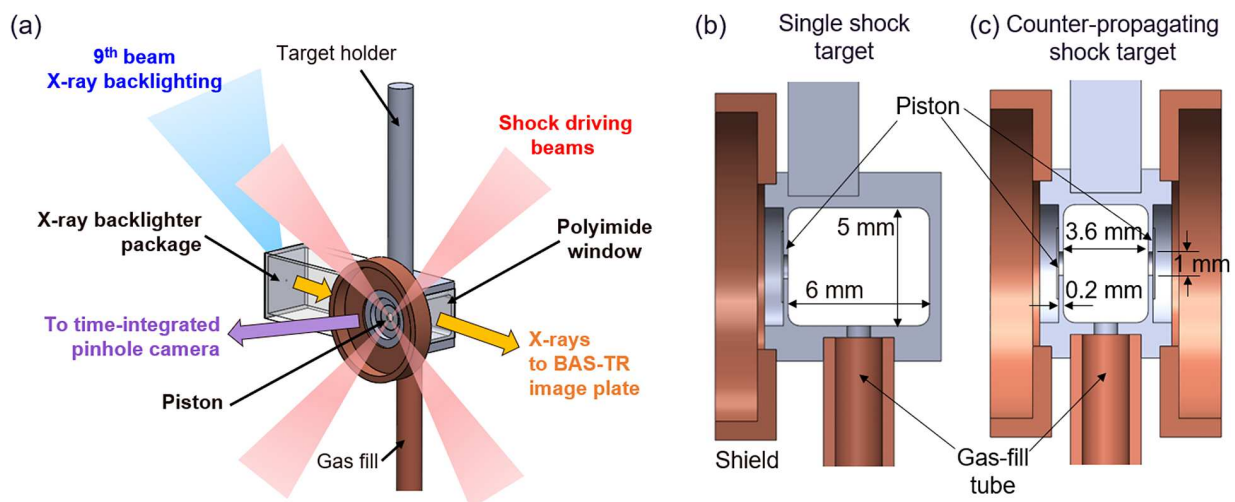 (a)
9th beam
X-ray backlighting
Target holder
Shock driving
beams
X-ray backlighter
package
Polyimide
window
To time-integrated
pinhole camera
X-rays
to BAS-TR
image plate
Piston
Gas fill
(b)
Single shock
target
Piston
5 mm
6 mm
Shield
Gas-fill
tube
(c)
Counter-propagating
shock target
3.6 mm
1 mm
0.2 mm